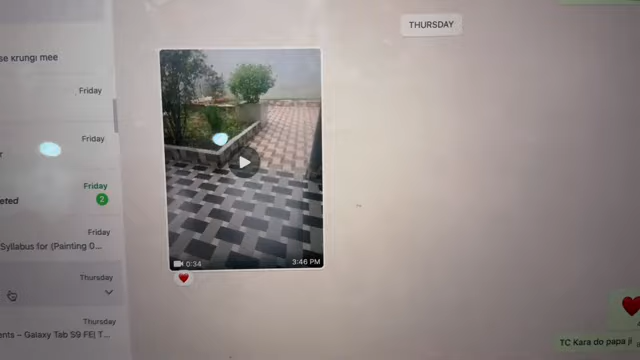 se krungi mee
Friday
Friday
r
Friday
eted
2
Friday
Syllabus for (Painting 0...
Thursday
Thursday
ents – Galaxy Tab S9 FE| T...
THURSDAY
0:34
3:46 PM
TC Kara do papa ji